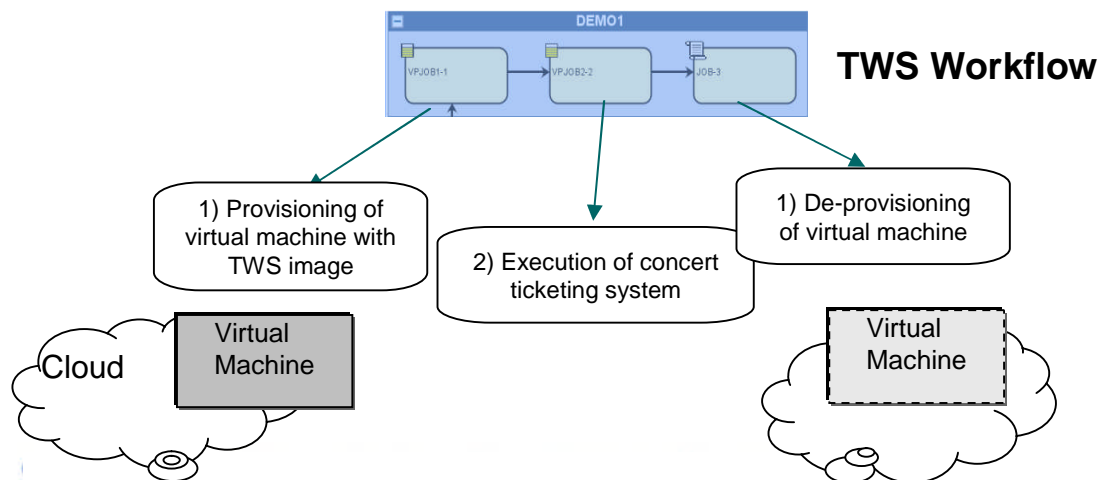 DEMO1
TWS Workflow
VPJOB1-1
VPJOB2-2
JOB-3
1) Provisioning of
virtual machine with
TWS image
2) Execution of concert
ticketing system
1) De-provisioning
of virtual machine
Cloud
Virtual
Machine
Virtual
Machine